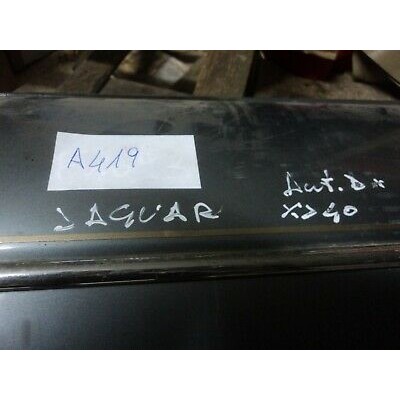 A419
JAGUAR
Ant. Dx
XJ40